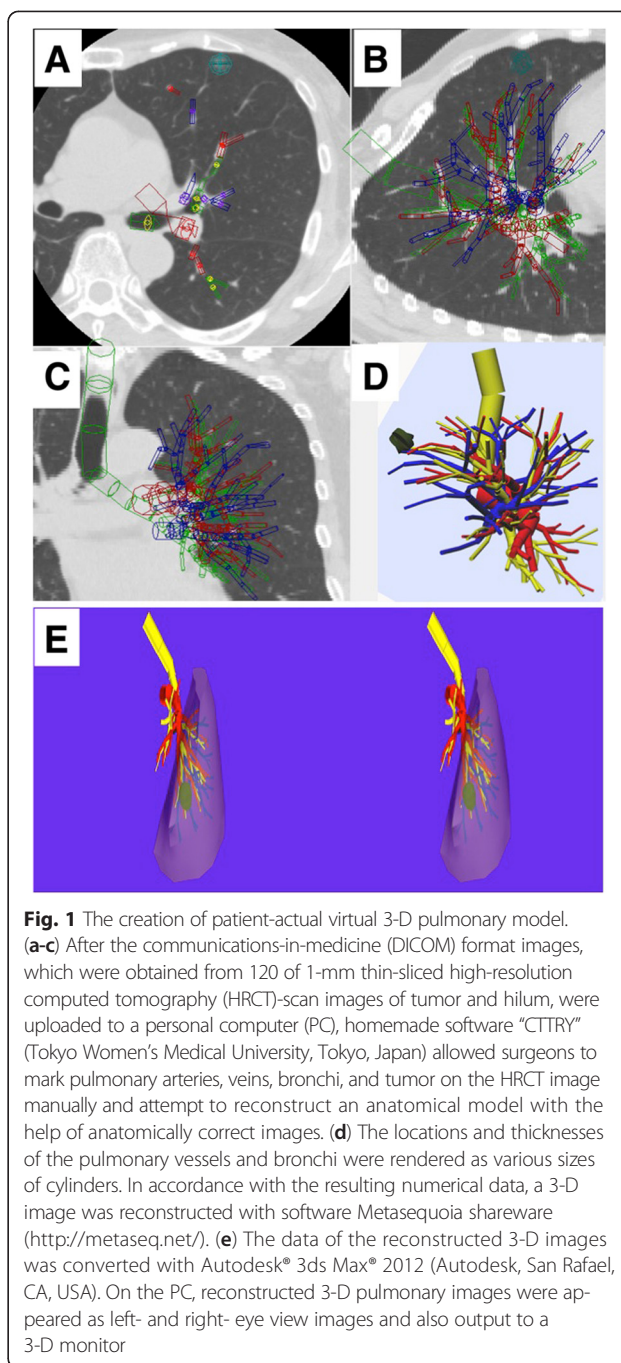 A
B
C
D
E
Fig. 1 The creation of patient-actual virtual 3-D pulmonary model.
(a-c) After the communications-in-medicine (DICOM) format images,
which were obtained from 120 of 1-mm thin-sliced high-resolution
computed tomography (HRCT)-scan images of tumor and hilum, were
uploaded to a personal computer (PC), homemade software “CTTRY”
(Tokyo Women’s Medical University, Tokyo, Japan) allowed surgeons to
mark pulmonary arteries, veins, bronchi, and tumor on the HRCT image
manually and attempt to reconstruct an anatomical model with the
help of anatomically correct images. (d) The locations and thicknesses
of the pulmonary vessels and bronchi were rendered as various sizes
of cylinders. In accordance with the resulting numerical data, a 3-D
image was reconstructed with software Metasequoia shareware
(http://metaseq.net/). (e) The data of the reconstructed 3-D images
was converted with Autodesk® 3ds Max® 2012 (Autodesk, San Rafael,
CA, USA). On the PC, reconstructed 3-D pulmonary images were ap-
peared as left- and right- eye view images and also output to a
3-D monitor